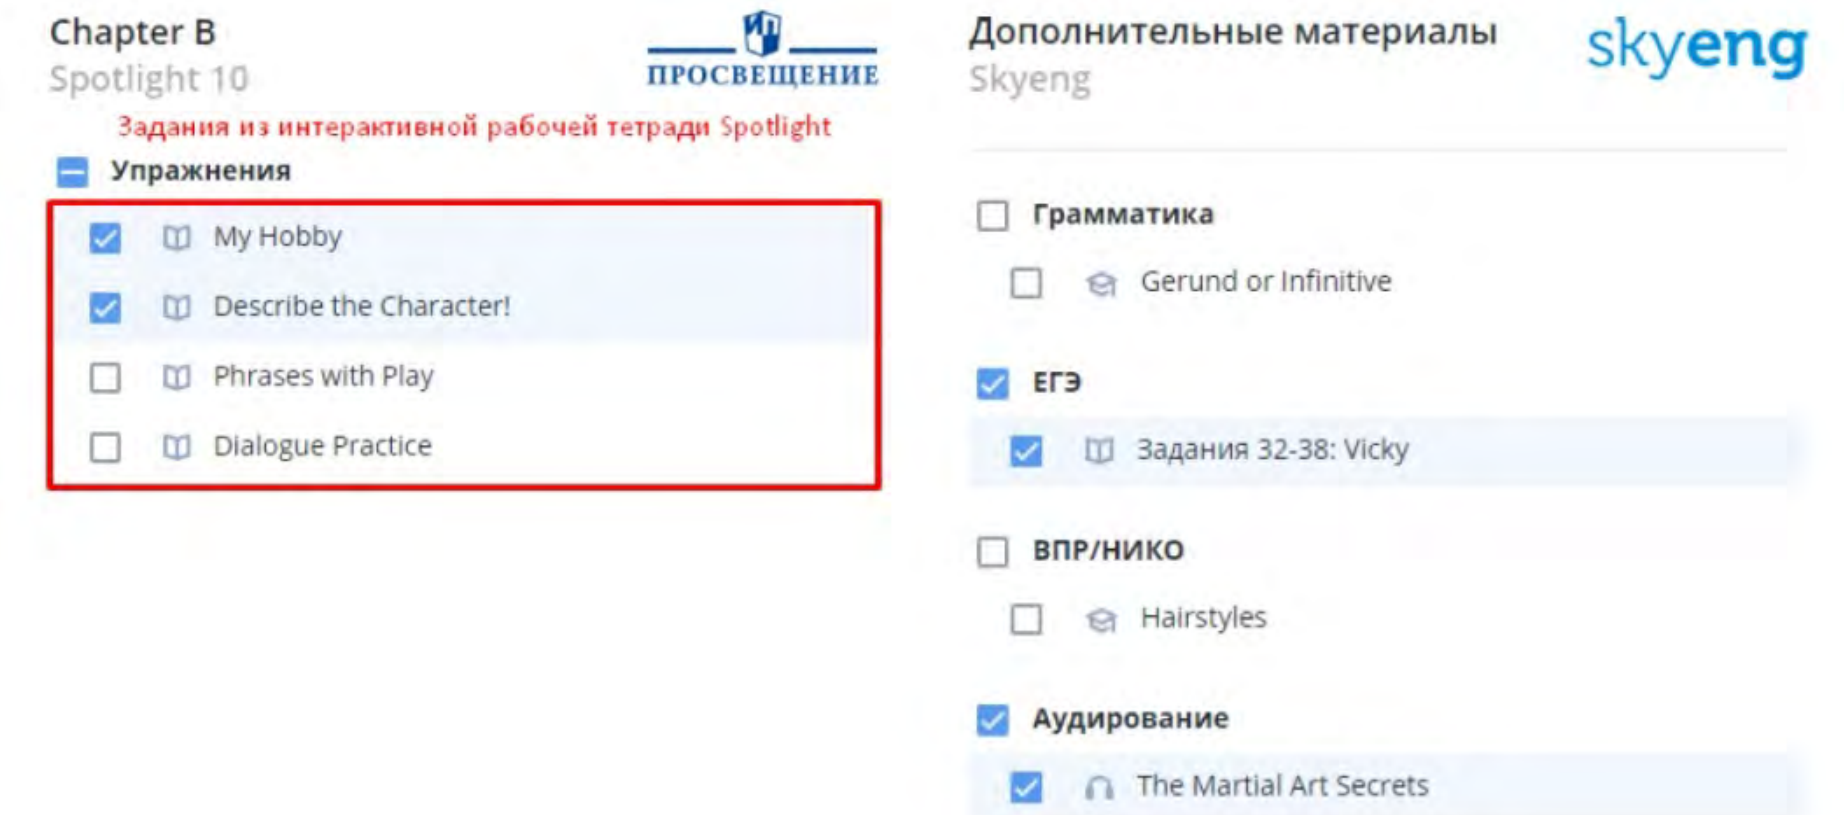 Chapter B
Spotlight 10
ИП
ПРОСВЕЩЕНИЕ
Задания из интерактивной рабочей тетради Spotlight
Упражнения
My Hobby
Describe the Character!
Phrases with Play
Dialogue Practice
Дополнительные материалы
Skyeng
skyeng
Грамматика
Gerund or Infinitive
ЕГЭ
Задания 32-38: Vicky
ВПР/НИКО
Hairstyles
Аудирование
The Martial Art Secrets